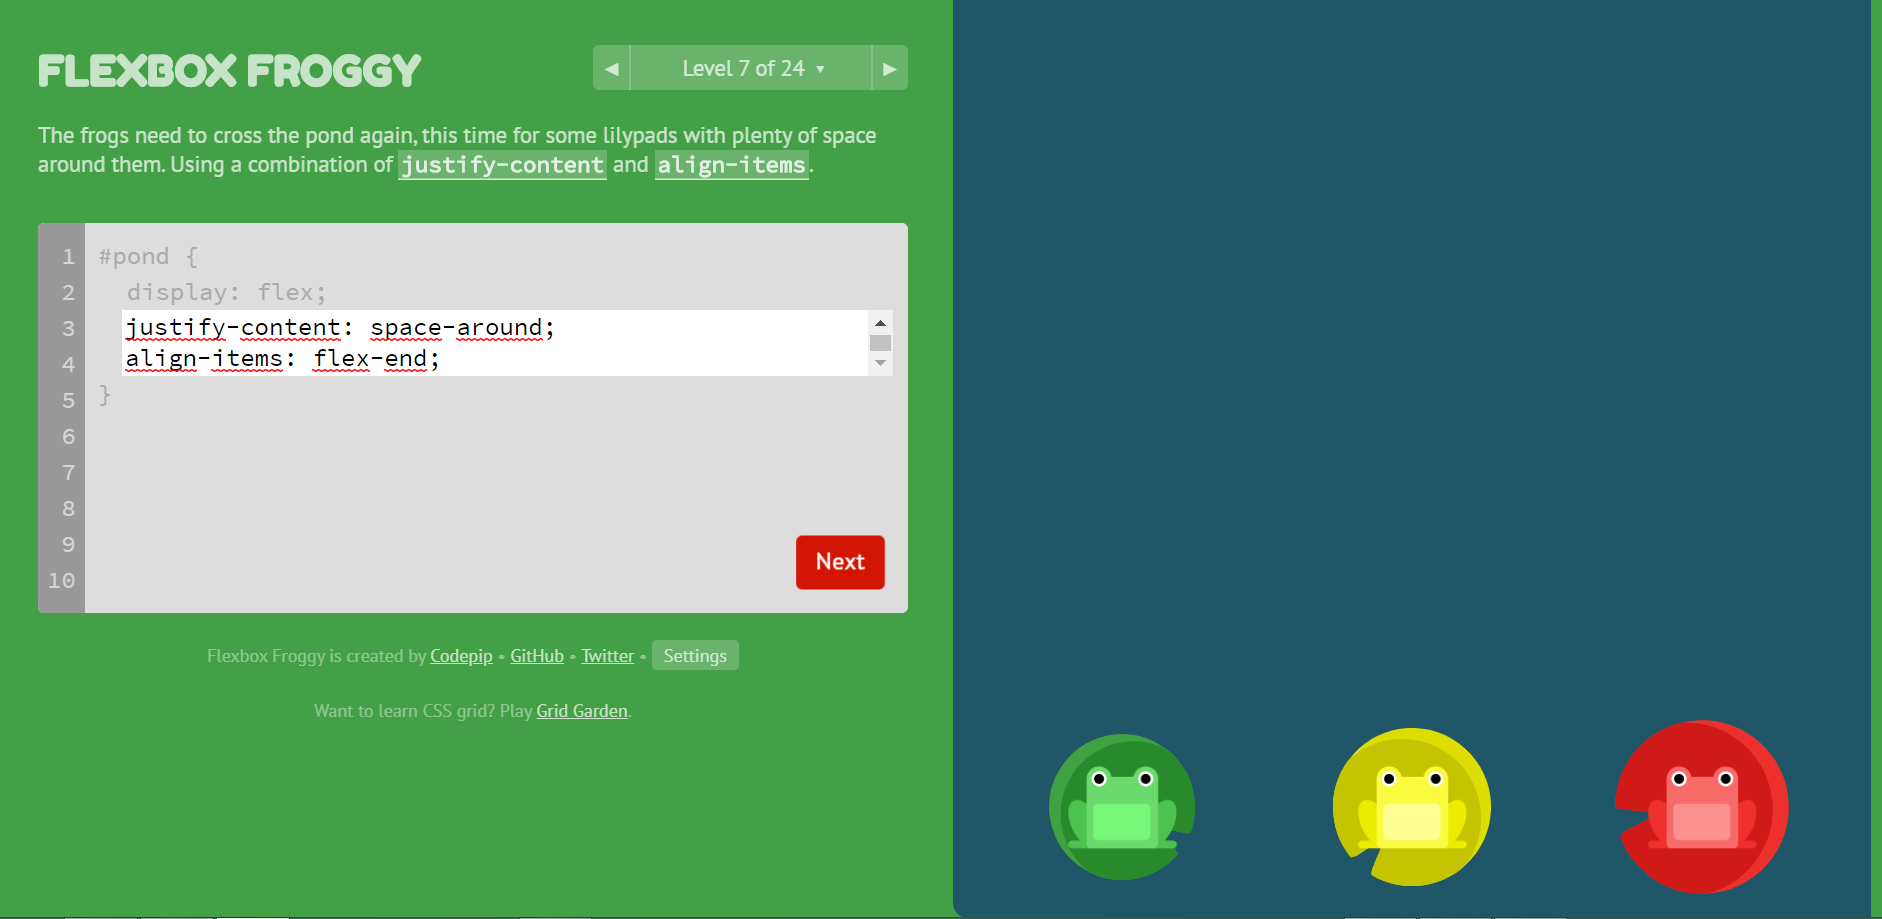 FLEXBOX FROGGY
◀ Level 7 of 24 ▼ ▶
The frogs need to cross the pond again, this time for some lilypads with plenty of space
around them. Using a combination of justify-content and align-items.
1 #pond {
2 display: flex;
3 justify-content: space-around;
4 align-items: flex-end;
5 }
6
7
8
9
10
Next
Flexbox Froggy is created by Codepip • GitHub • Twitter • Settings
Want to learn CSS grid? Play Grid Garden.